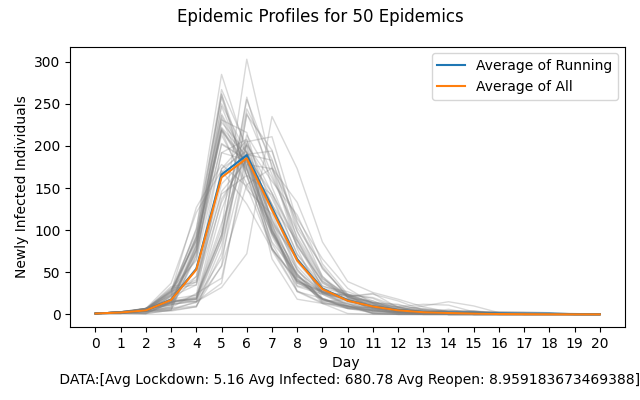 Epidemic Profiles for 50 Epidemics
Newly Infected Individuals
300
250
200
150
100
50
0
Average of Running
Average of All
0 1 2 3 4 5 6 7 8 9 10 11 12 13 14 15 16 17 18 19 20
Day
DATA:[Avg Lockdown: 5.16 Avg Infected: 680.78 Avg Reopen: 8.959183673469388]